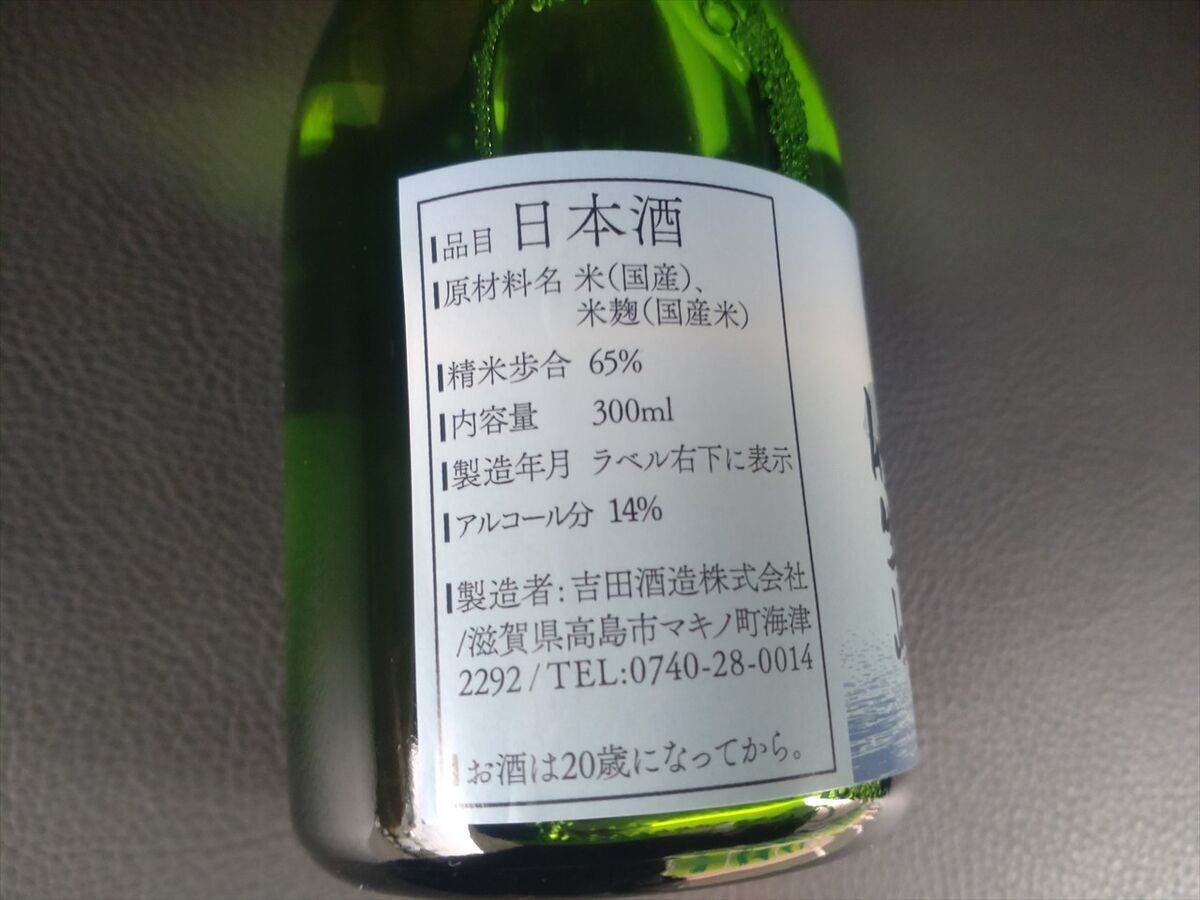 品目 日本酒
原材料名 米(国産)、
米麹(国産米)
精米歩合 65%
内容量 300ml
製造年月 ラベル右下に表示
アルコール分 14%
製造者:吉田酒造株式会社
/滋賀県高島市マキノ町海津
2292/TEL:0740-28-0014
お酒は20歳になってから。